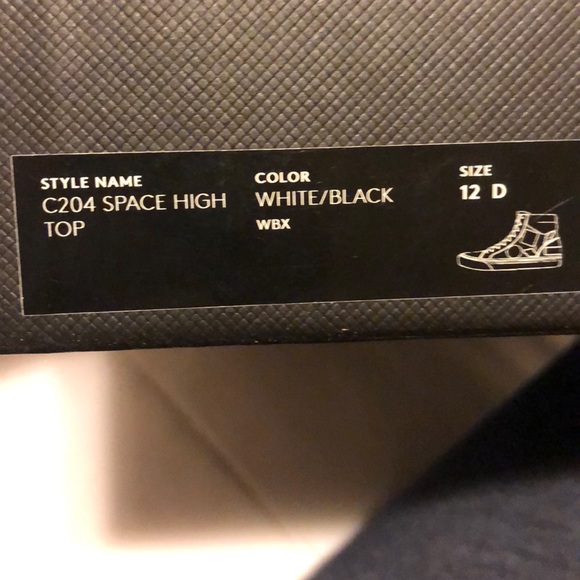 STYLE NAME
C204 SPACE HIGH
TOP
COLOR
WHITE/BLACK
WBX
SIZE
12 D